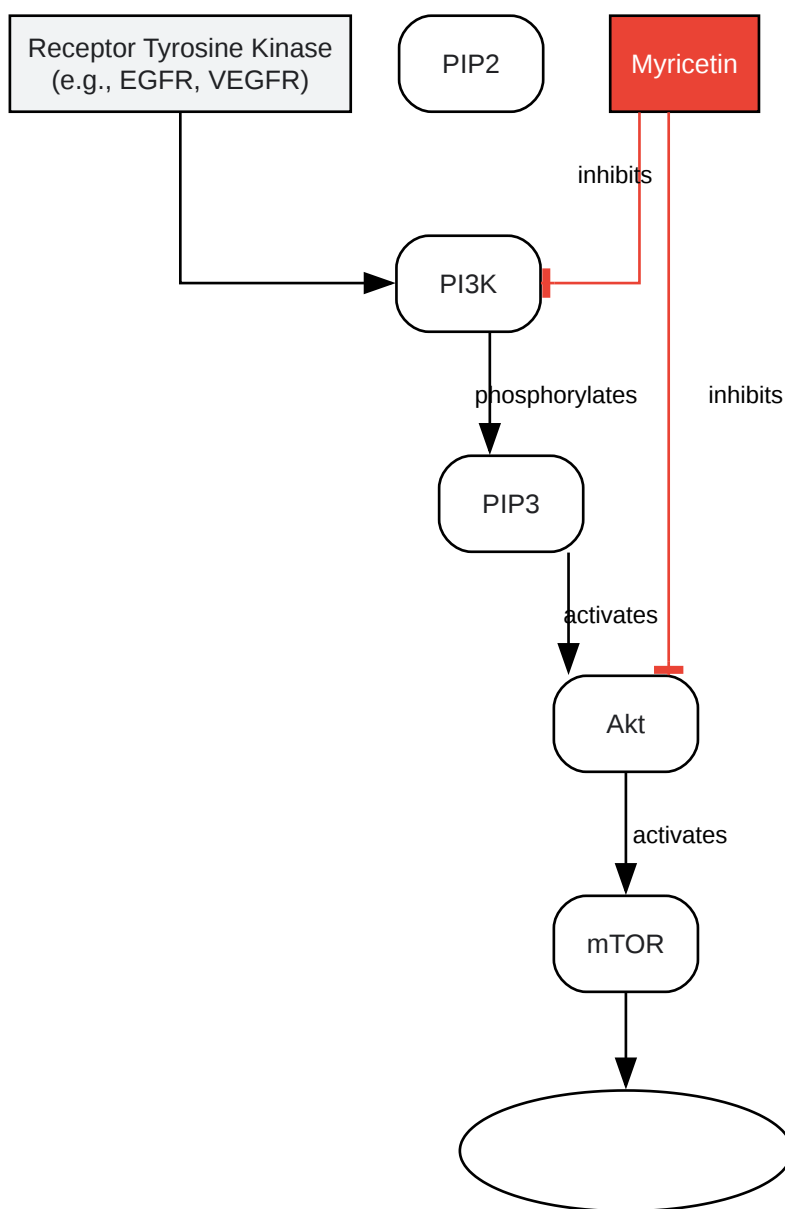 Receptor Tyrosine Kinase
(e.g., EGFR, VEGFR)
PIP2
Myricetin
inhibits
PI3K
phosphorylates
inhibits
PIP3
activates
Akt
activates
mTOR